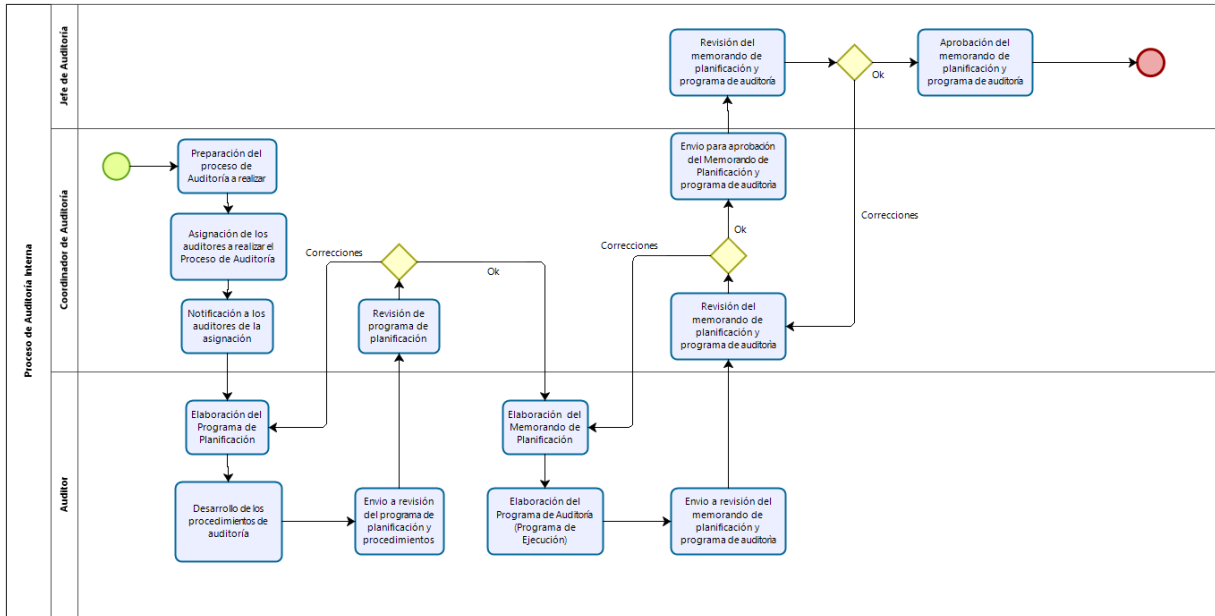 Proceso de Auditoría Interna
Jefe de Auditoría
Revisión del
memorando de
planificación y
programa de auditoría
Ok
Aprobación del
memorando de
planificación y
programa de auditoría
Coordinador de Auditoría
Preparación del
proceso de
Auditoría a realizar
Asignación de los
auditores a realizar el
Proceso de Auditoría
Notificación a los
auditores de la
asignación
Correcciones
Ok
Revisión de
programa de
planificación
Envio para aprobación
del Memorando de
Planificación y
programa de auditoría
Ok
Correcciones
Correcciones
Revisión del
memorando de
planificación y
programa de auditoría
Auditor
Elaboración del
Programa de
Planificación
Desarrollo de los
procedimientos de
auditoría
Envio a revisión
del programa de
planificación y
procedimientos
Elaboración del
Memorando de
Planificación
Elaboración del
Programa de Auditoría
(Programa de
Ejecución)
Envio a revisión del
memorando de
planificación y
programa de auditoría